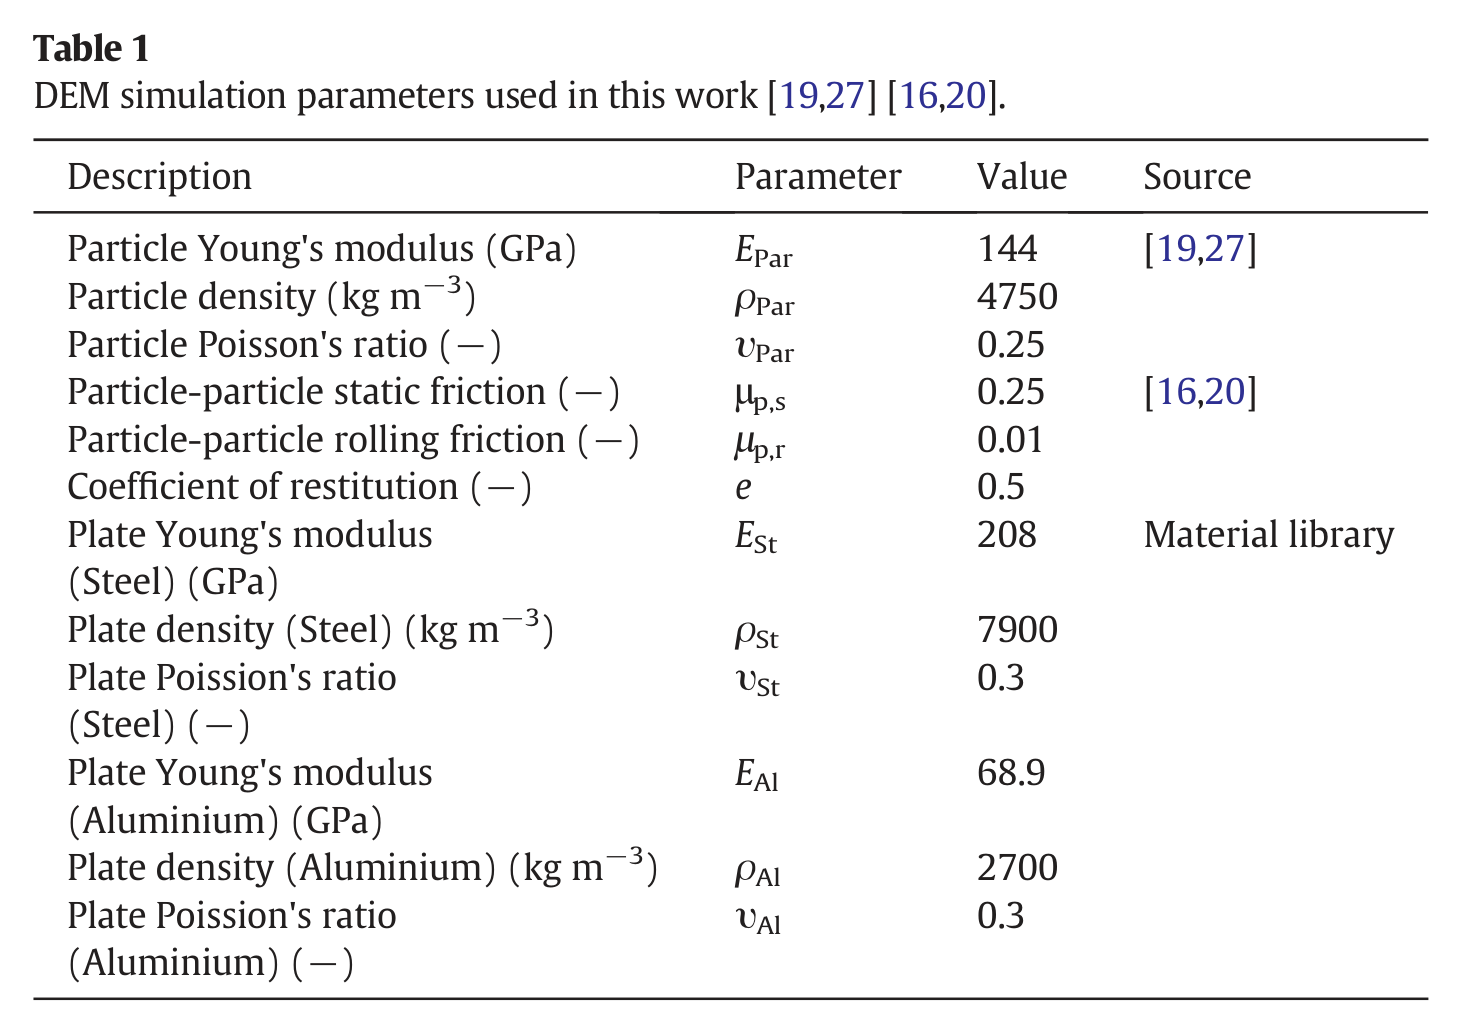 Table 1
DEM simulation parameters used in this work [19,27] [16,20].
Description Parameter Value Source
Particle Young's modulus (GPa) E_Par 144 [19,27]
Particle density (kg m⁻³) ρ_Par 4750
Particle Poisson's ratio (−) υ_Par 0.25
Particle-particle static friction (−) μ_p,s 0.25 [16,20]
Particle-particle rolling friction (−) μ_p,r 0.01
Coefficient of restitution (−) e 0.5
Plate Young's modulus E_St 208 Material library
(Steel) (GPa)
Plate density (Steel) (kg m⁻³) ρ_St 7900
Plate Poission's ratio υ_St 0.3
(Steel) (−)
Plate Young's modulus E_Al 68.9
(Aluminium) (GPa)
Plate density (Aluminium) (kg m⁻³) ρ_Al 2700
Plate Poission's ratio υ_Al 0.3
(Aluminium) (−)